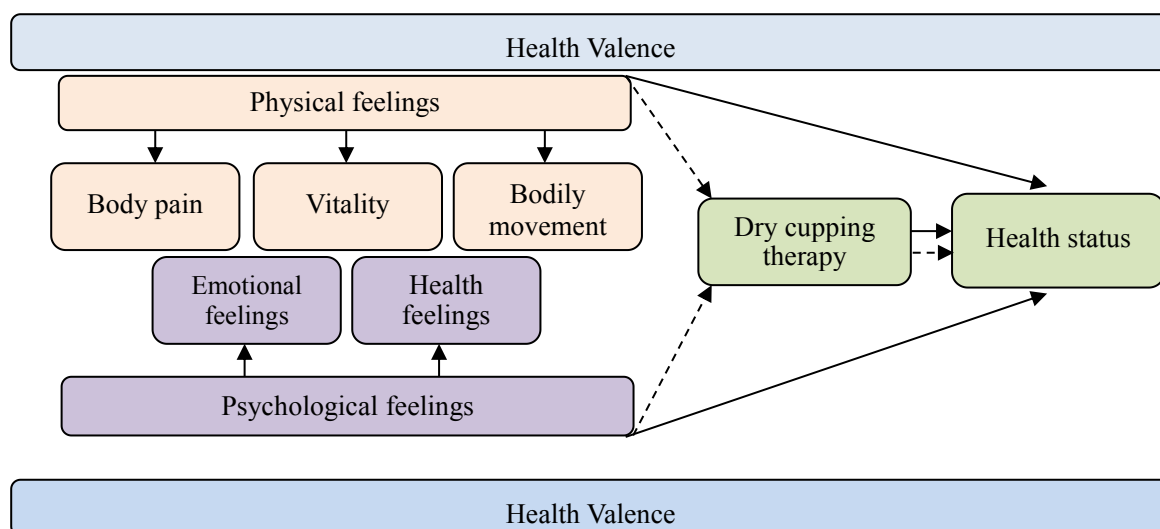 Health Valence
Physical feelings
Body pain
Vitality
Bodily
movement
Dry cupping
therapy
Health status
Emotional
feelings
Health
feelings
Psychological feelings
Health Valence